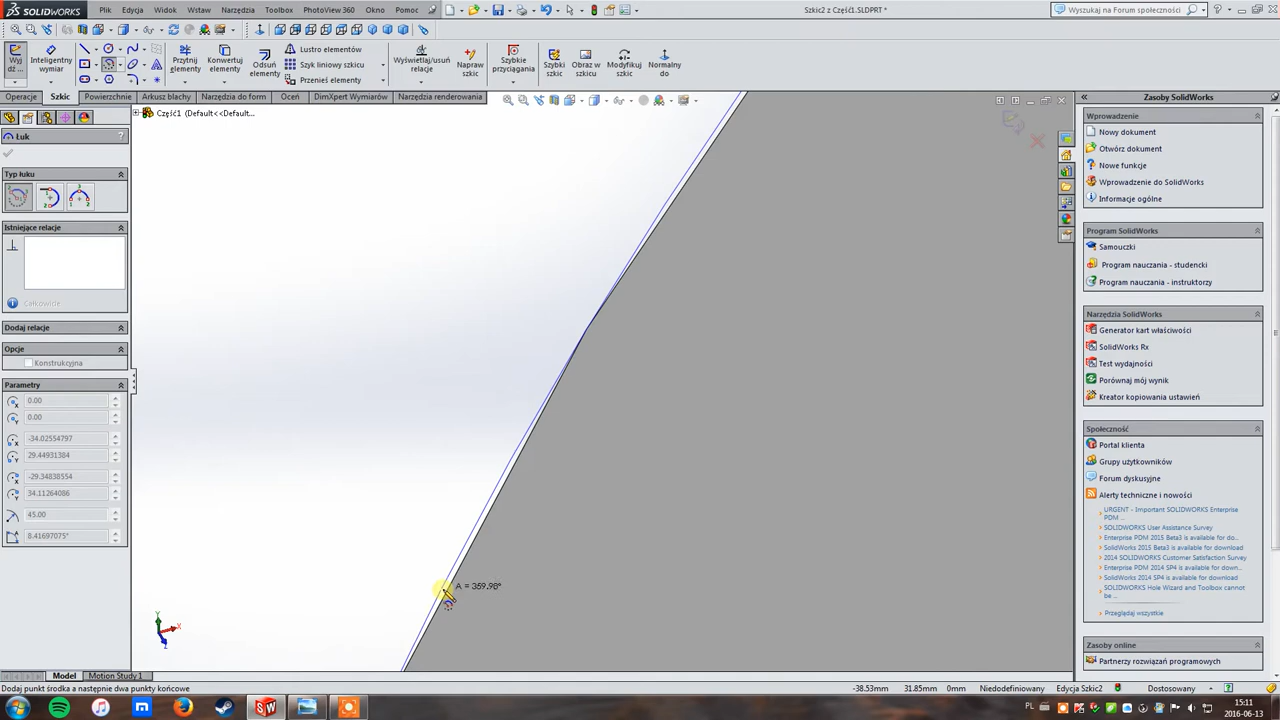 SOLIDWORKS
Plik Edycja Widok Wstaw Narzędzia Toolbox PhotoView 360 Okno Pomoc
Szkic2 z Część1.SLDPRT *
Wyszukaj na Forum społeczności
Wyj dź ...
Inteligentny wymiar
Przytnij elementy
Konwertuj elementy
Odsuń elementy
Lustro elementów
Szyk liniowy szkicu
Przenieś elementy
Wyświetlaj/usuń relacje
Napraw szkic
Szybkie przyciągania
Szybki szkic
Obraz w szkicu
Modyfikuj szkic
Normalny do
Operacje Szkic Powierzchnie Arkusz blachy Narzędzia do form Oceń DimXpert Wymiarów Narzędzia renderowania
Część1 (Default<<Default...
Łuk
?
Typ łuku
Istniejące relacje
Całkowicie
Dodaj relacje
Opcje
Konstrukcyjna
Parametry
0.00
0.00
-34.02554797
29.44931384
-29.34838554
34.11264086
45.00
8.41697075°
A = 359.98°
Y
X
Z
Zasoby SolidWorks
Wprowadzenie
Nowy dokument
Otwórz dokument
Nowe funkcje
Wprowadzenie do SolidWorks
Informacje ogólne
Program SolidWorks
Samouczki
Program nauczania - studencki
Program nauczania - instruktorzy
Narzędzia SolidWorks
Generator kart właściwości
SolidWorks Rx
Test wydajności
Porównaj mój wynik
Kreator kopiowania ustawień
Społeczność
Portal klienta
Grupy użytkowników
Forum dyskusyjne
Alerty techniczne i nowości
URGENT - Important SOLIDWORKS Enterprise
PDM ...
SOLIDWORKS User Assistance Survey
Enterprise PDM 2015 Beta3 is available for do...
SolidWorks 2015 Beta3 is available for download
2014 SOLIDWORKS Customer Satisfaction Survey
Enterprise PDM 2014 SP4 is available for down...
SolidWorks 2014 SP4 is available for download
SOLIDWORKS Hole Wizard and Toolbox cannot
be ...
Przeglądaj wszystkie
Zasoby online
Partnerzy rozwiązań programowych
Model Motion Study 1
Dodaj punkt środka a następnie dwa punkty końcowe
-38.53mm 31.85mm 0mm Niedodefiniowany Edycja Szkic2 Dostosowany
PL
15:11
2016-06-13